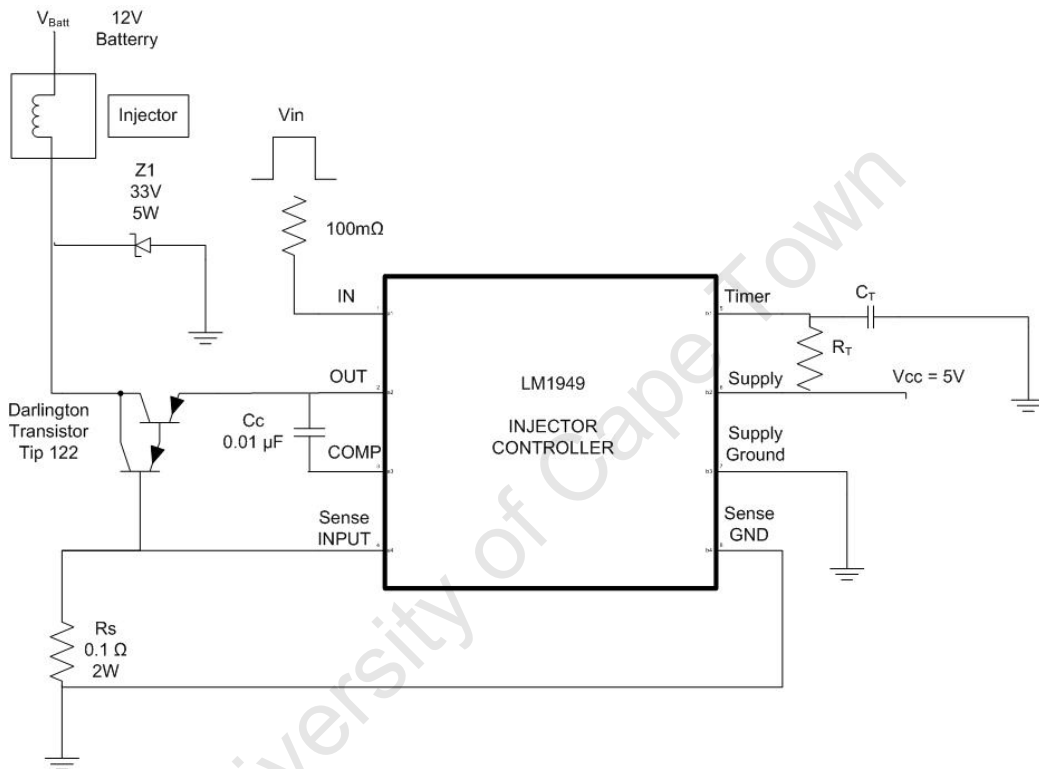 VBatt
12V
Batterry
Injector
Vin
Z1
33V
5W
100mΩ
IN
Timer
CT
RT
OUT
LM1949
Supply
Vcc = 5V
Darlington
Transistor
Tip 122
Cc
0.01 µF
COMP
INJECTOR
CONTROLLER
Supply
Ground
Sense
INPUT
Sense
GND
Rs
0.1 Ω
2W
University of Cape Town